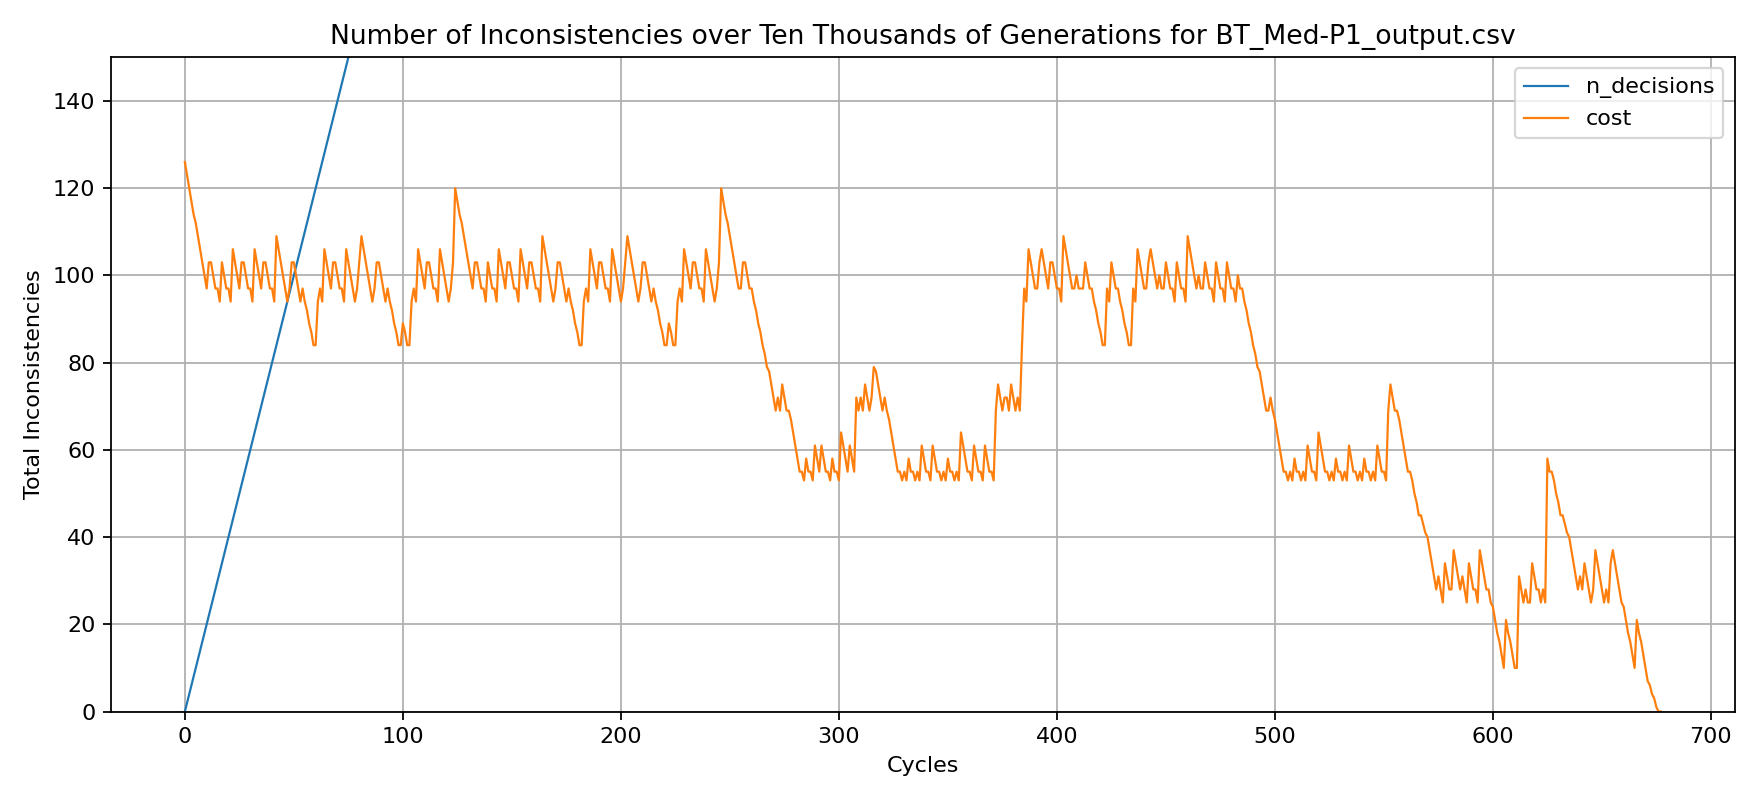 Number of Inconsistencies over Ten Thousands of Generations for BT_Med-P1_output.csv
n_decisions
cost
Total Inconsistencies
140
120
100
80
60
40
20
0
0 100 200 300 400 500 600 700
Cycles